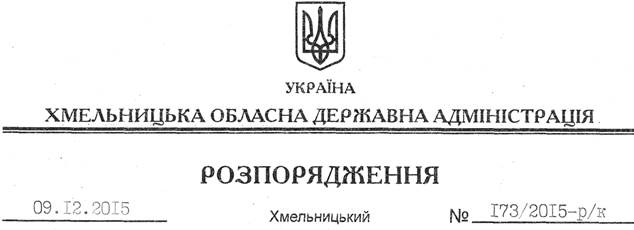 УКРАЇНА
ХМЕЛЬНИЦЬКА ОБЛАСНА ДЕРЖАВНА АДМІНІСТРАЦІЯ
РОЗПОРЯДЖЕННЯ
09.12.2015 Хмельницький № 173/2015-р/к